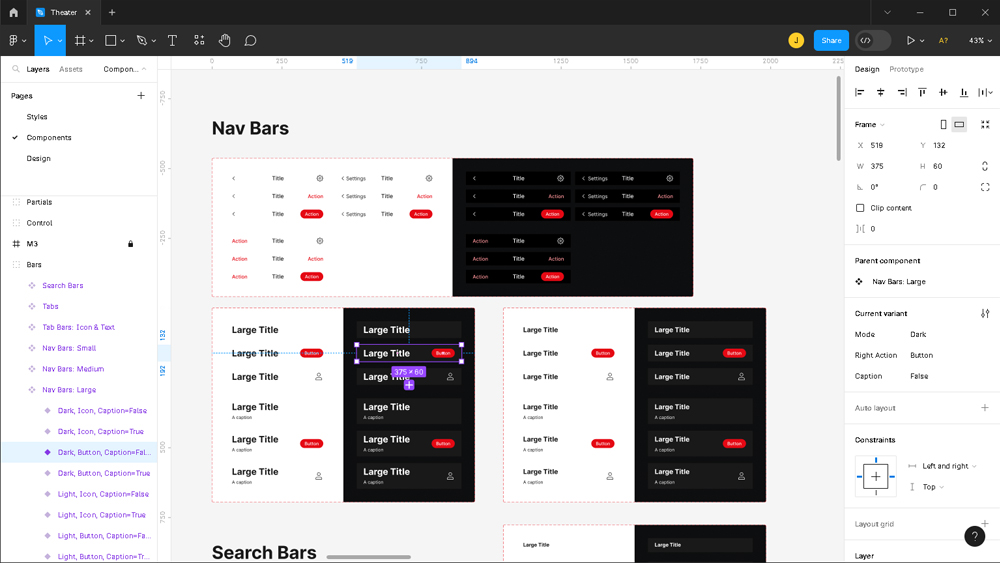 Theater
Share
J
A?
43%
Layers
Assets
Compon...
Pages
Styles
Components
Design
Partials
Control
M3
Bars
Search Bars
Tabs
Tab Bars: Icon & Text
Nav Bars: Small
Nav Bars: Medium
Nav Bars: Large
Dark, Icon, Caption=False
Dark, Icon, Caption=True
Dark, Button, Caption=Fal...
Dark, Button, Caption=True
Light, Icon, Caption=False
Light, Icon, Caption=True
Light, Button, Caption=Fa...
Light, Button, Caption=Tr...
0 250 519 750 894 1250 1500 1750 2000 225
-750
-500
-250
132
192
500
750
Nav Bars
Title Settings Title
Title Action Settings Title Action
Title Action Settings Title Action
Action Title
Action Title Action
Action Title Action
Title Settings Title
Title Action Settings Title Action
Title Action Settings Title Action
Action Title
Action Title Action
Action Title Action
Large Title
Large Title Button
Large Title
Large Title
A caption
Large Title
A caption
Button
Large Title
A caption
Large Title
Large Title Button
Large Title
375 × 60
Large Title
A caption
Large Title
A caption
Button
Large Title
A caption
Large Title
Large Title Button
Large Title
Large Title
A caption
Large Title
A caption
Button
Large Title
A caption
Large Title
Large Title Button
Large Title
Large Title
A caption
Large Title
A caption
Button
Large Title
A caption
Search Bars
Large Title
Large Title
Design
Prototype
Frame
X 519 Y 132
W 375 H 60
0° 0
Clip content
0
Parent component
Nav Bars: Large
Current variant
Mode Dark
Right Action Button
Caption False
Auto layout
Constraints
Left and right
Top
Layout grid
Layer
?